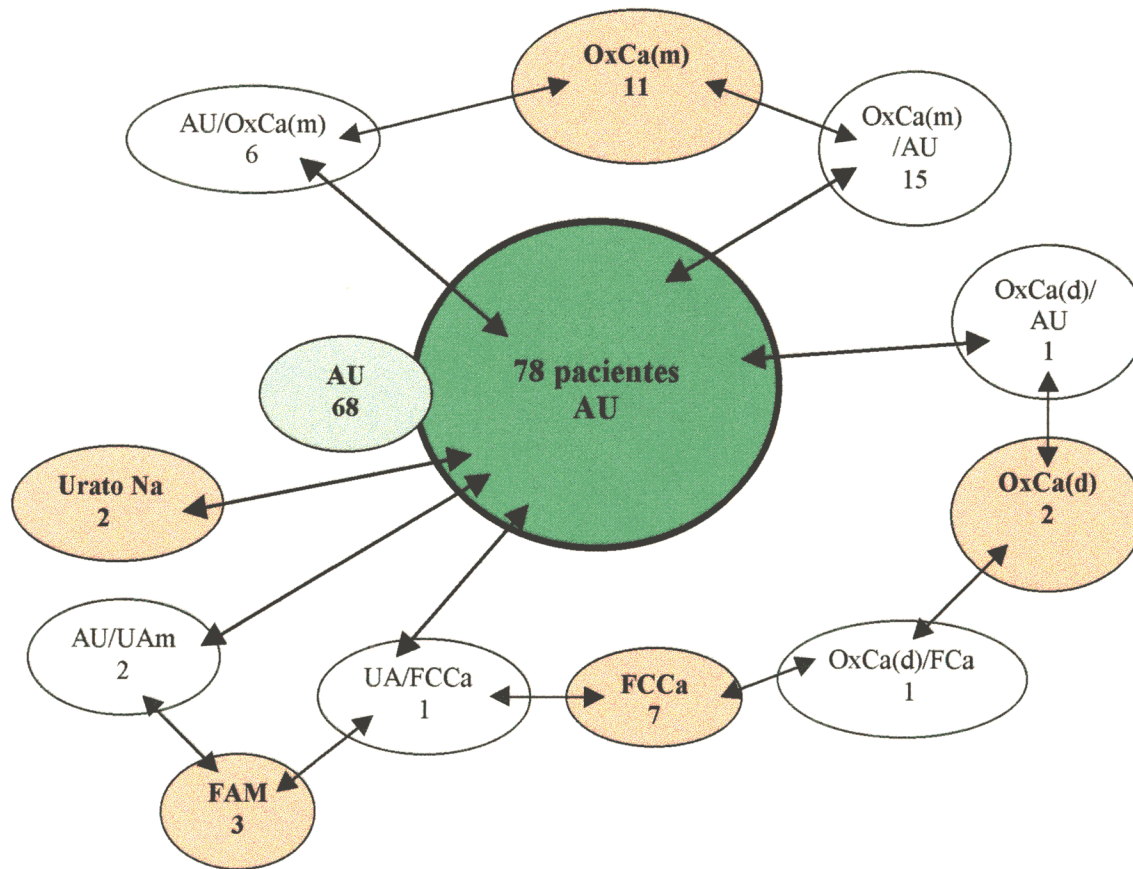 OxCa(m)
11
AU/OxCa(m)
6
OxCa(m)
/AU
15
OxCa(d)/
AU
1
78 pacientes
AU
AU
68
Urato Na
2
OxCa(d)
2
AU/UAm
2
UA/FCCa
1
FCCa
7
OxCa(d)/FCa
1
FAM
3